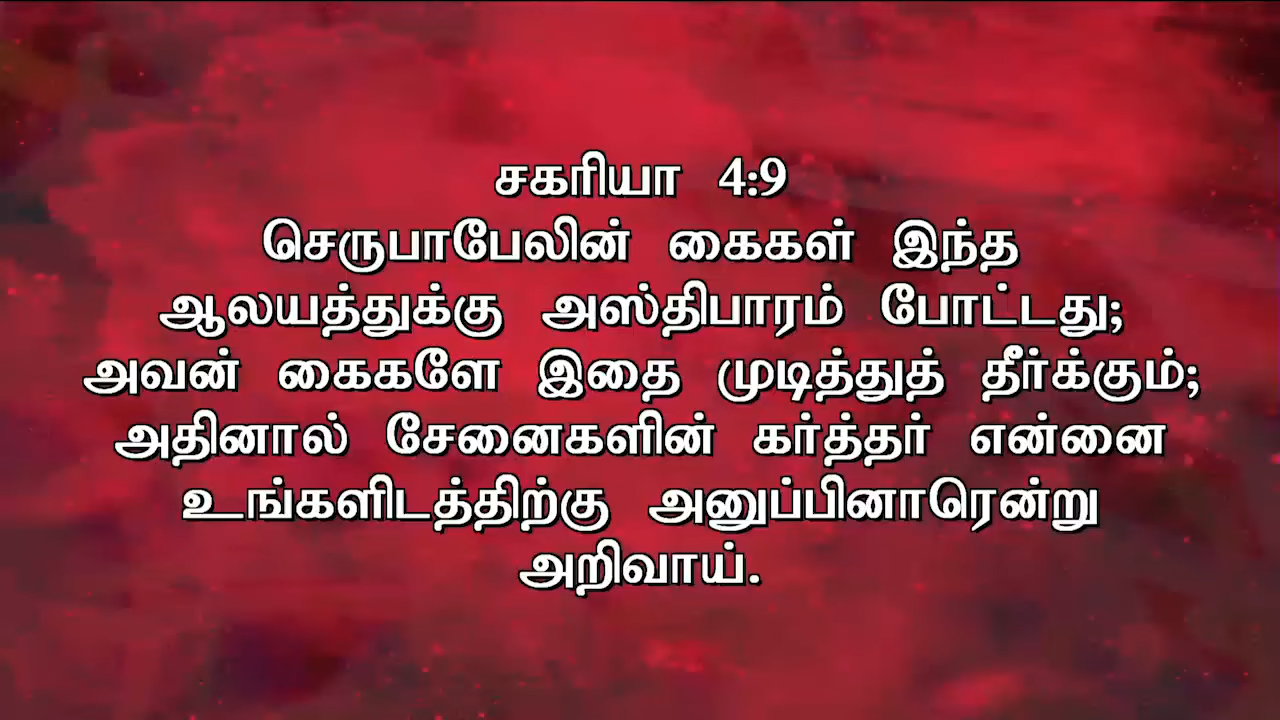 சகரியா 4:9
செருபாபேலின் கைகள் இந்த
ஆலயத்துக்கு அஸ்திபாரம் போட்டது;
அவன் கைகளே இதை முடித்துத் தீர்க்கும்;
அதினால் சேனைகளின் கர்த்தர் என்னை
உங்களிடத்திற்கு அனுப்பினாரென்று
அறிவாய்.